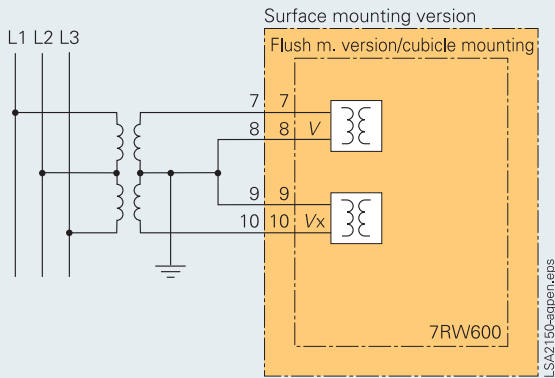 Surface mounting version
L1 L2 L3
Flush m. version/cubicle mounting
7 7
8 8 V
9 9
10 10 Vx
7RW600
LSA2150-agpen.eps